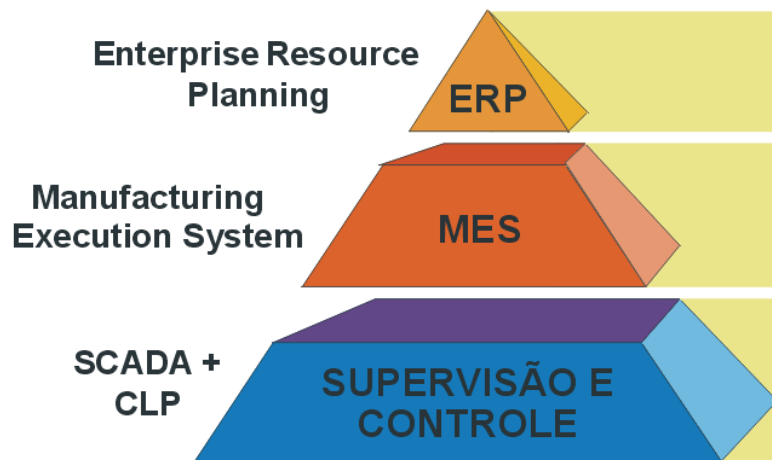 Enterprise Resource
Planning
ERP
Manufacturing
Execution System
MES
SCADA +
CLP
SUPERVISÃO E
CONTROLE